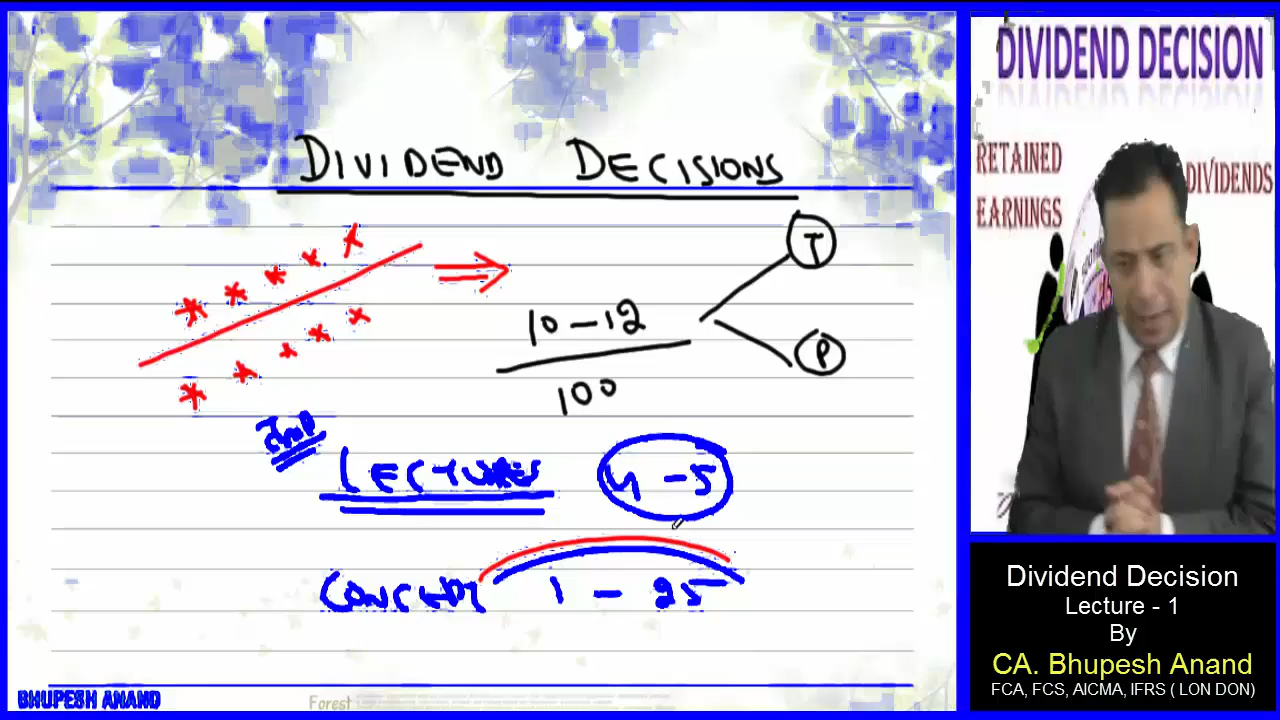 DIVIDEND DECISIONS
T
10 - 12
100
P
LECTURES 4 - 5
CONCEPT 1 - 25
BHUPESH ANAND
Forest
DIVIDEND DECISION
RETAINED
EARNINGS
DIVIDENDS
Dividend Decision
Lecture - 1
By
CA. Bhupesh Anand
FCA, FCS, AICMA, IFRS ( LON DON)